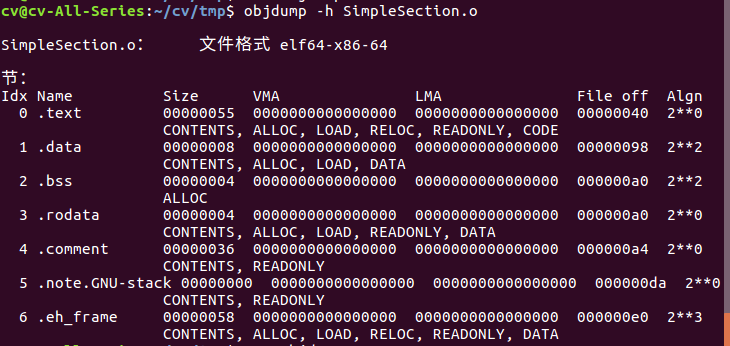 cv@cv-All-Series:~/cv/tmp$ objdump -h SimpleSection.o
SimpleSection.o:     文件格式 elf64-x86-64
节：
Idx Name          Size      VMA               LMA               File off  Algn
  0 .text         00000055  0000000000000000  0000000000000000  00000040  2**0
                  CONTENTS, ALLOC, LOAD, RELOC, READONLY, CODE
  1 .data         00000008  0000000000000000  0000000000000000  00000098  2**2
                  CONTENTS, ALLOC, LOAD, DATA
  2 .bss          00000004  0000000000000000  0000000000000000  000000a0  2**2
                  ALLOC
  3 .rodata       00000004  0000000000000000  0000000000000000  000000a0  2**0
                  CONTENTS, ALLOC, LOAD, READONLY, DATA
  4 .comment      00000036  0000000000000000  0000000000000000  000000a4  2**0
                  CONTENTS, READONLY
  5 .note.GNU-stack 00000000  0000000000000000  0000000000000000  000000da  2**0
                  CONTENTS, READONLY
  6 .eh_frame     00000058  0000000000000000  0000000000000000  000000e0  2**3
                  CONTENTS, ALLOC, LOAD, RELOC, READONLY, DATA